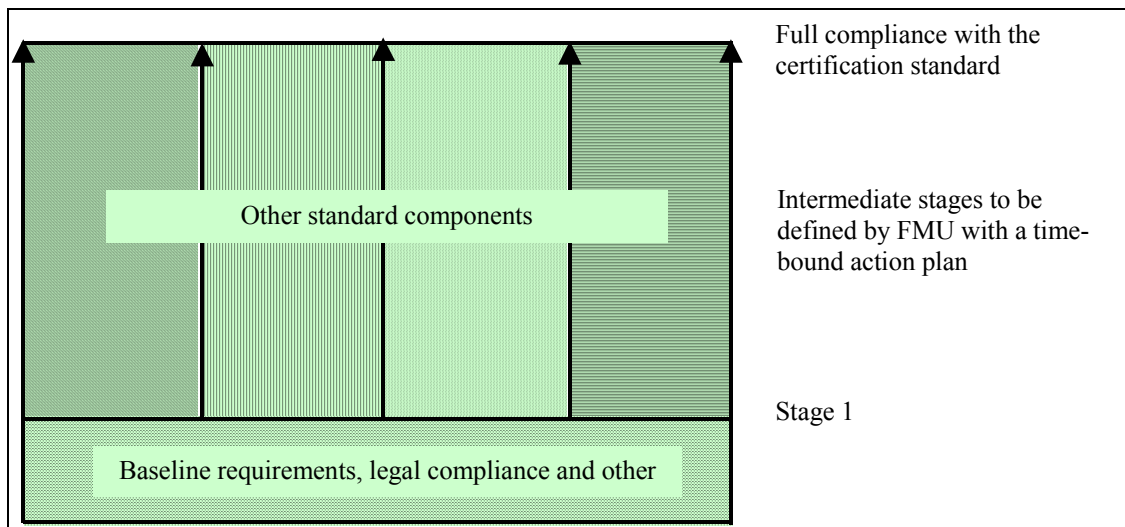 Full compliance with the
certification standard
Other standard components
Intermediate stages to be
defined by FMU with a time-
bound action plan
Stage 1
Baseline requirements, legal compliance and other